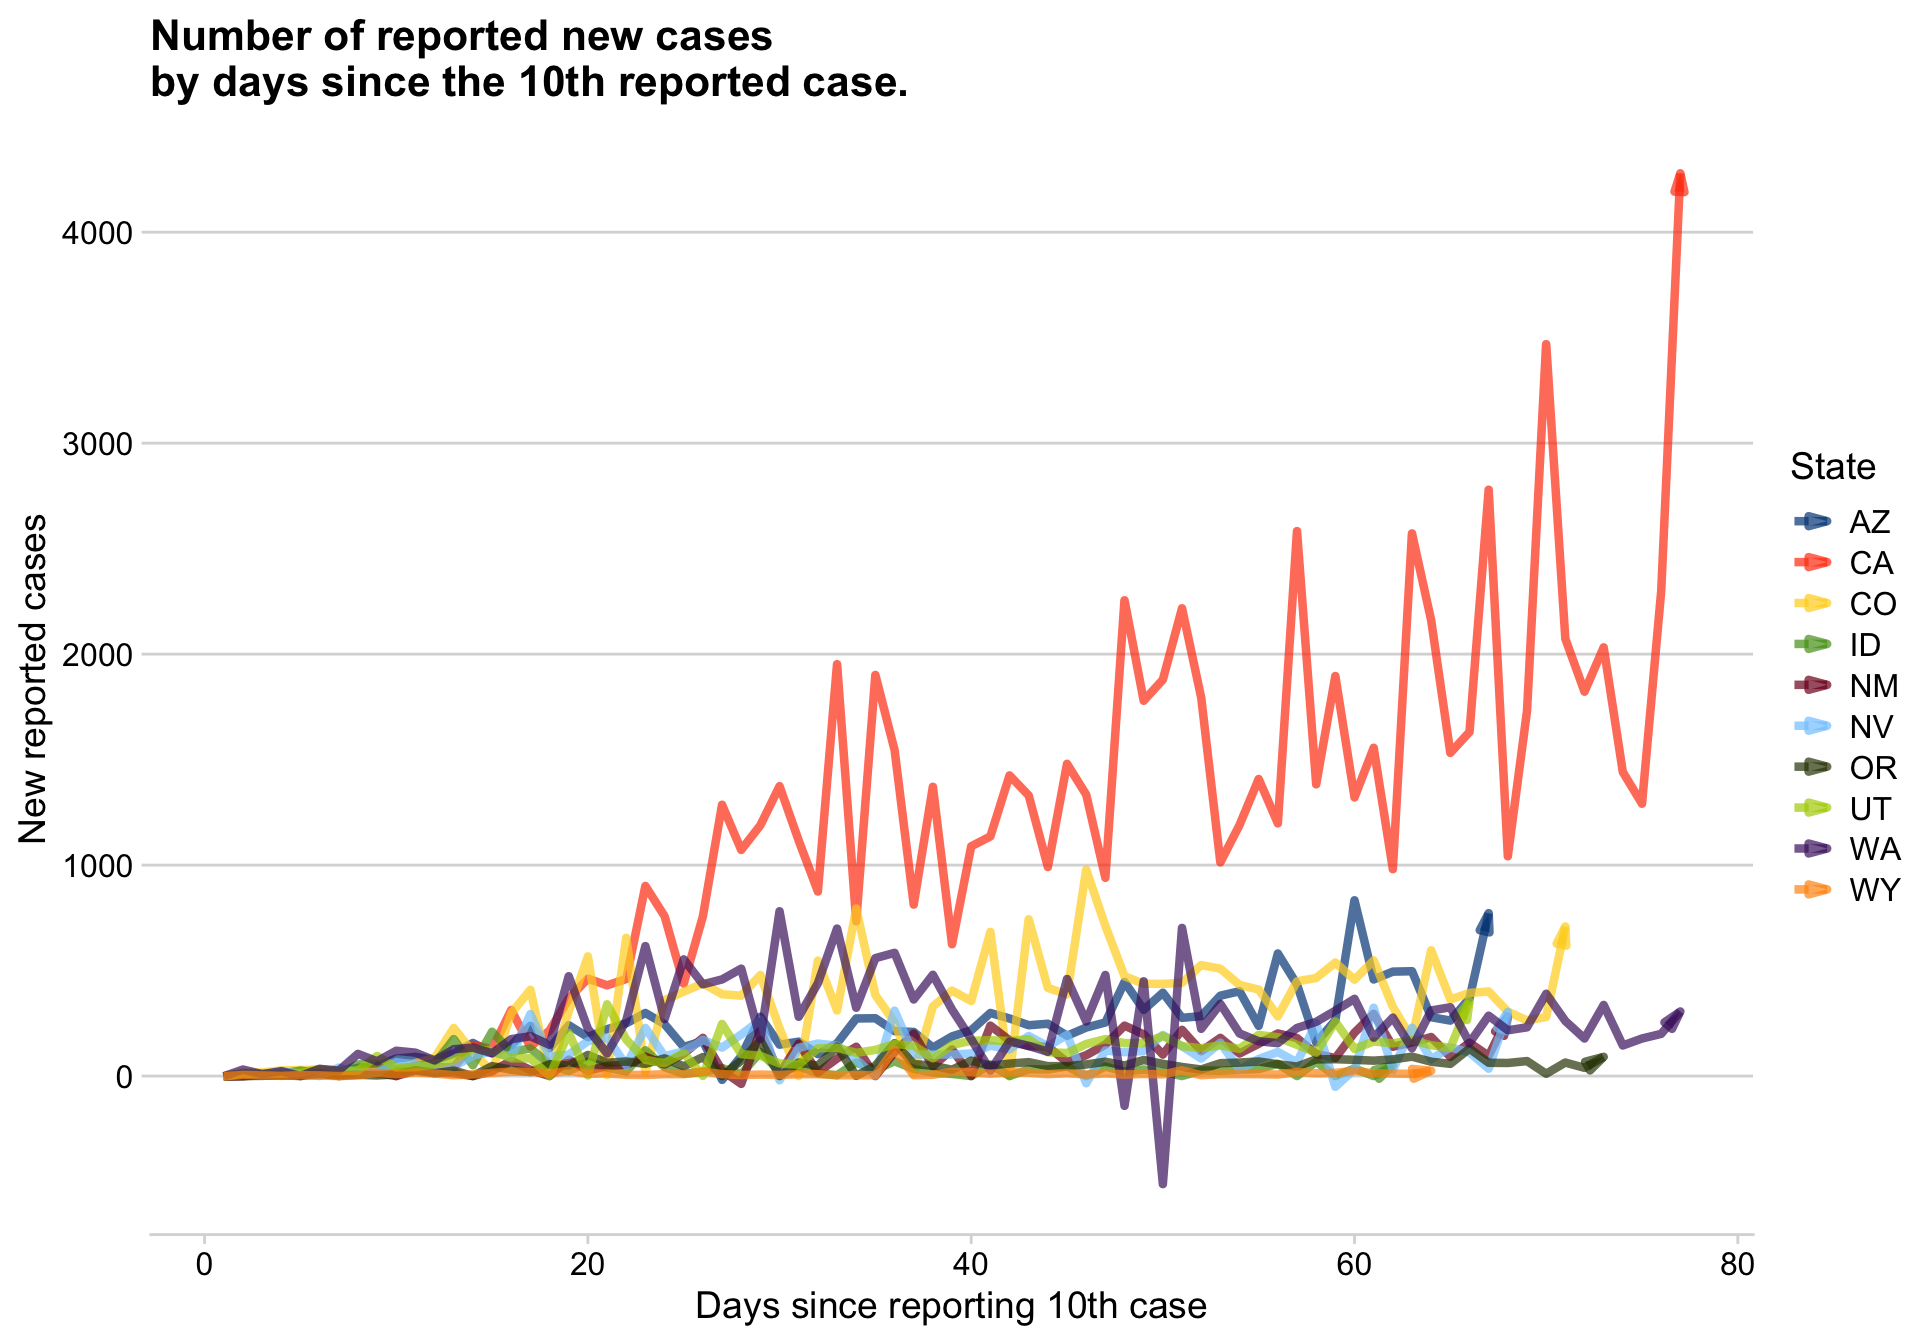 Number of reported new cases
by days since the 10th reported case.
4000
3000
2000
1000
0
New reported cases
0 20 40 60 80
Days since reporting 10th case
State
AZ
CA
CO
ID
NM
NV
OR
UT
WA
WY